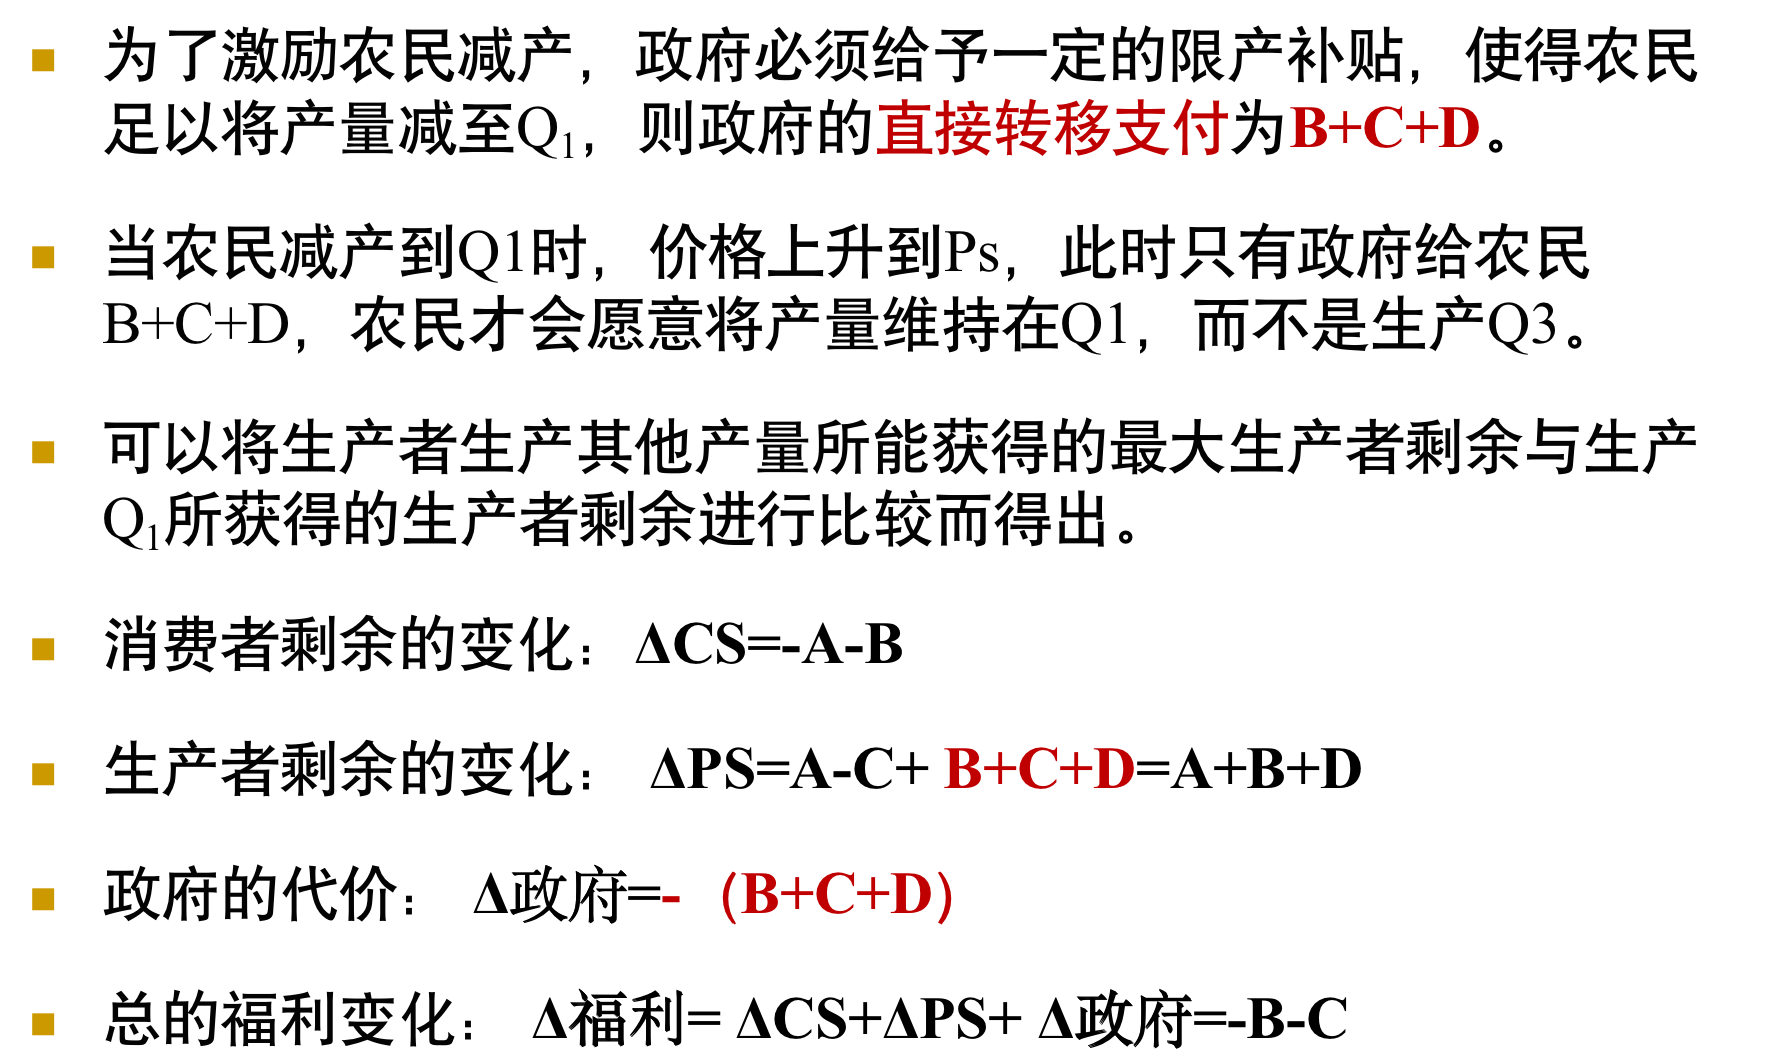 为了激励农民减产，政府必须给予一定的限产补贴，使得农民
足以将产量减至Q₁，则政府的直接转移支付为B+C+D。
当农民减产到Q1时，价格上升到Ps，此时只有政府给农民
B+C+D，农民才会愿意将产量维持在Q1，而不是生产Q3。
可以将生产者生产其他产量所能获得的最大生产者剩余与生产
Q₁所获得的生产者剩余进行比较而得出。
消费者剩余的变化：ΔCS=-A-B
生产者剩余的变化： ΔPS=A-C+ B+C+D=A+B+D
政府的代价： Δ政府=-（B+C+D）
总的福利变化： Δ福利= ΔCS+ΔPS+ Δ政府=-B-C